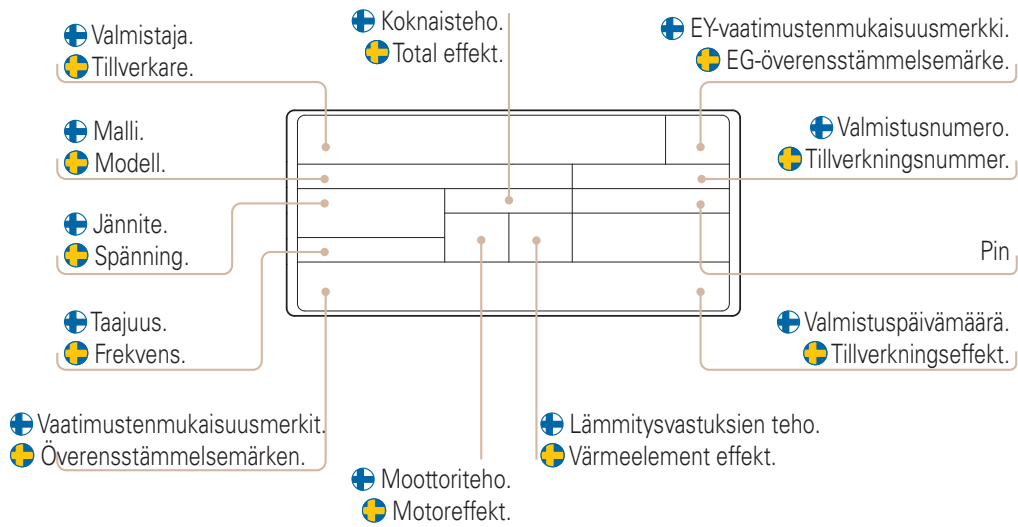 Valmistaja.
Tillverkare.
Koknaisteho.
Total effekt.
EY-vaatimustenmukaisuusmerkki.
EG-överensstämmelsemärke.
Malli.
Modell.
Valmistusnumero.
Tillverkningsnummer.
Jännite.
Spänning.
Pin
Taajuus.
Frekvens.
Valmistuspäivämäärä.
Tillverkningseffekt.
Vaatimustenmukaisuusmerkit.
Överensstämmelsemärken.
Lämmitysvastuksien teho.
Värmeelement effekt.
Moottoriteho.
Motoreffekt.